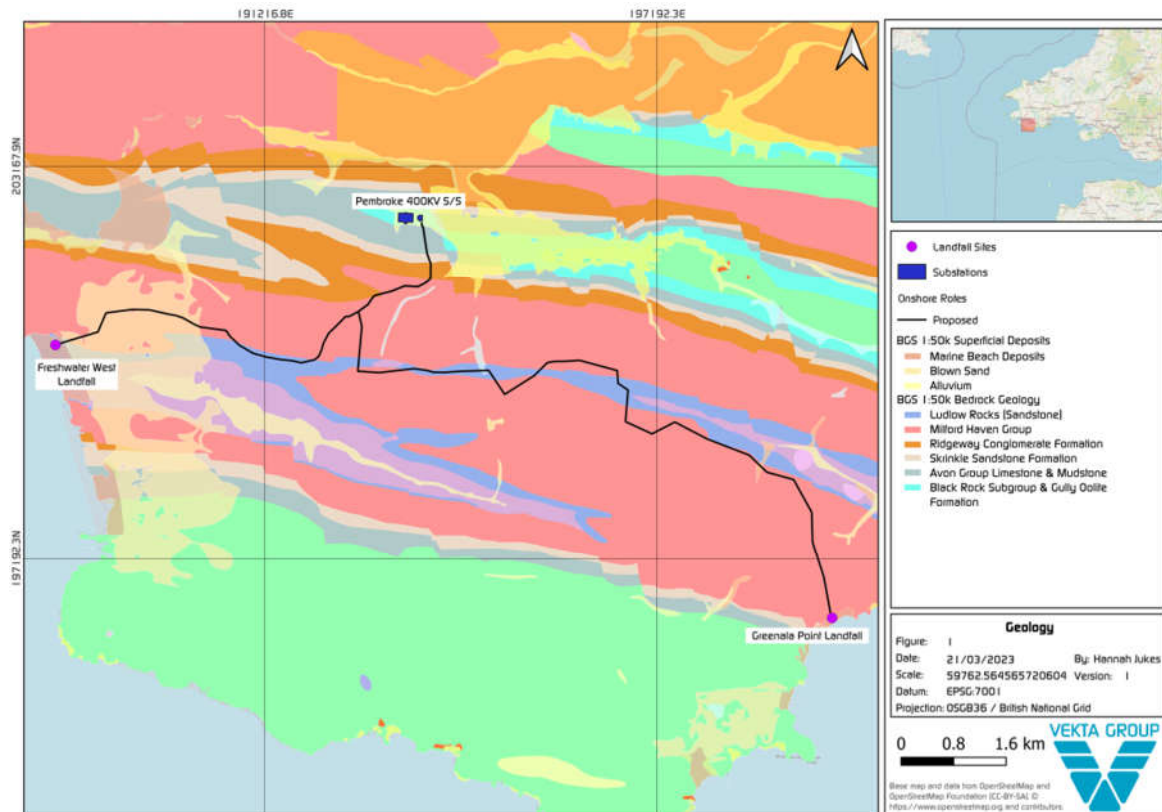 191216.8E
197192.3E
203167.9N
197192.3N
Pembroke 400KV S/S
Freshwater West
Landfall
Greenala Point Landfall
Landfall Sites
Substations
Onshore Roles
Proposed
BGS 1:50k Superficial Deposits
Marine Beach Deposits
Blown Sand
Alluvium
BGS 1:50k Bedrock Geology
Ludlow Rocks (Sandstone)
Milford Haven Group
Ridgeway Conglomerate Formation
Skrinkle Sandstone Formation
Avon Group Limestone & Mudstone
Black Rock Subgroup & Gully Oolite
Formation
Geology
Figure: 1
Date: 21/03/2023 By: Hannah Jukes
Scale: 59762.564565720604 Version: 1
Datum: EPSG:7001
Projection: OSGB36 / British National Grid
0 0.8 1.6 km
VEKTA GROUP
Base map and data from OpenStreetMap and
OpenStreetMap Foundation (CC-BY-SA). ©
https://www.openstreetmap.org and contributors.